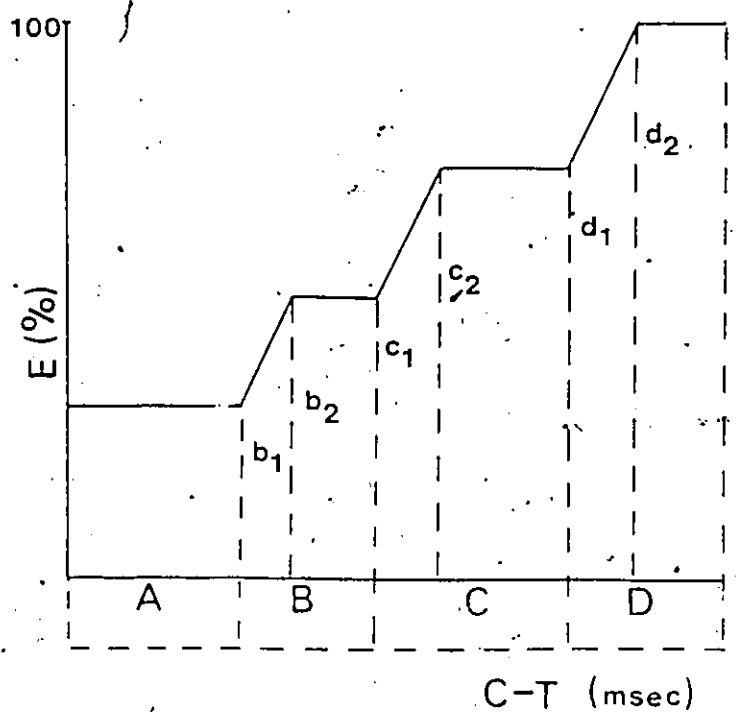 100
E (%)
b₁
b₂
c₁
c₂
d₁
d₂
A B C D
C-T (msec)